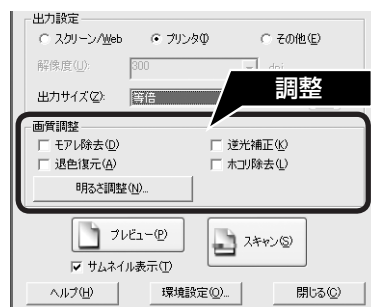 出力設定
スクリーン/Web プリンタ(I) その他(E)
解像度(U): 300 dpi
出力サイズ(Z): 等倍
調整
画質調整
モアレ除去(D) 逆光補正(K)
退色復元(A) ホコリ除去(L)
明るさ調整(N)...
プレビュー(P)
スキャン(S)
サムネイル表示(T)
ヘルプ(H) 環境設定(O)... 閉じる(C)